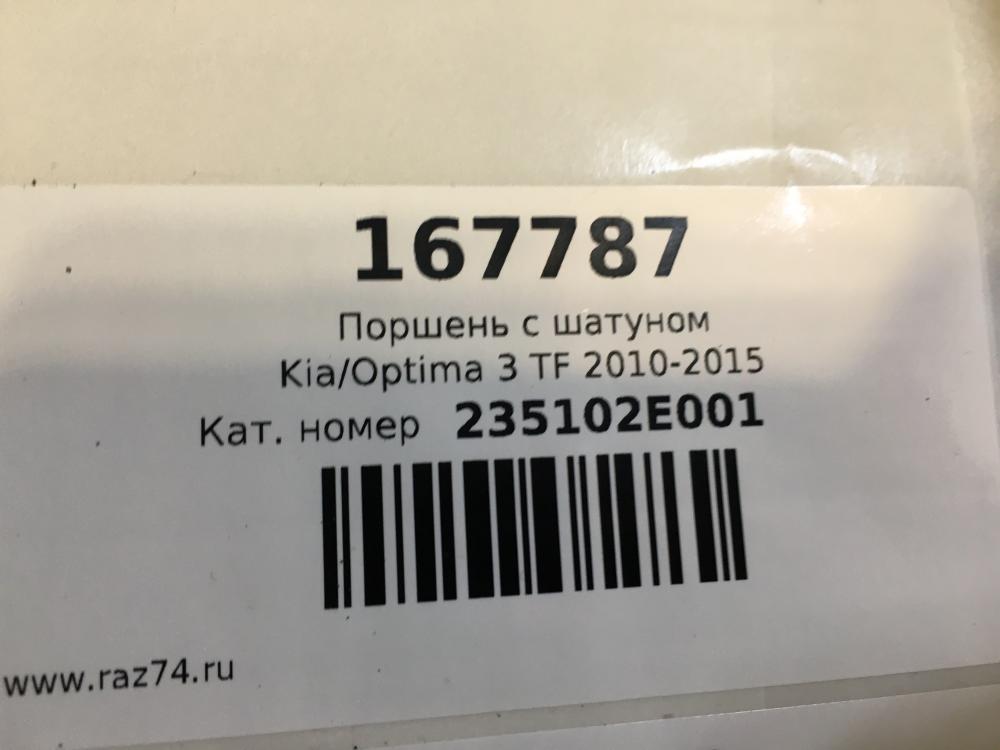 167787
Поршень с шатуном
Kia/Optima 3 TF 2010-2015
Кат. номер 235102E001
www.raz74.ru